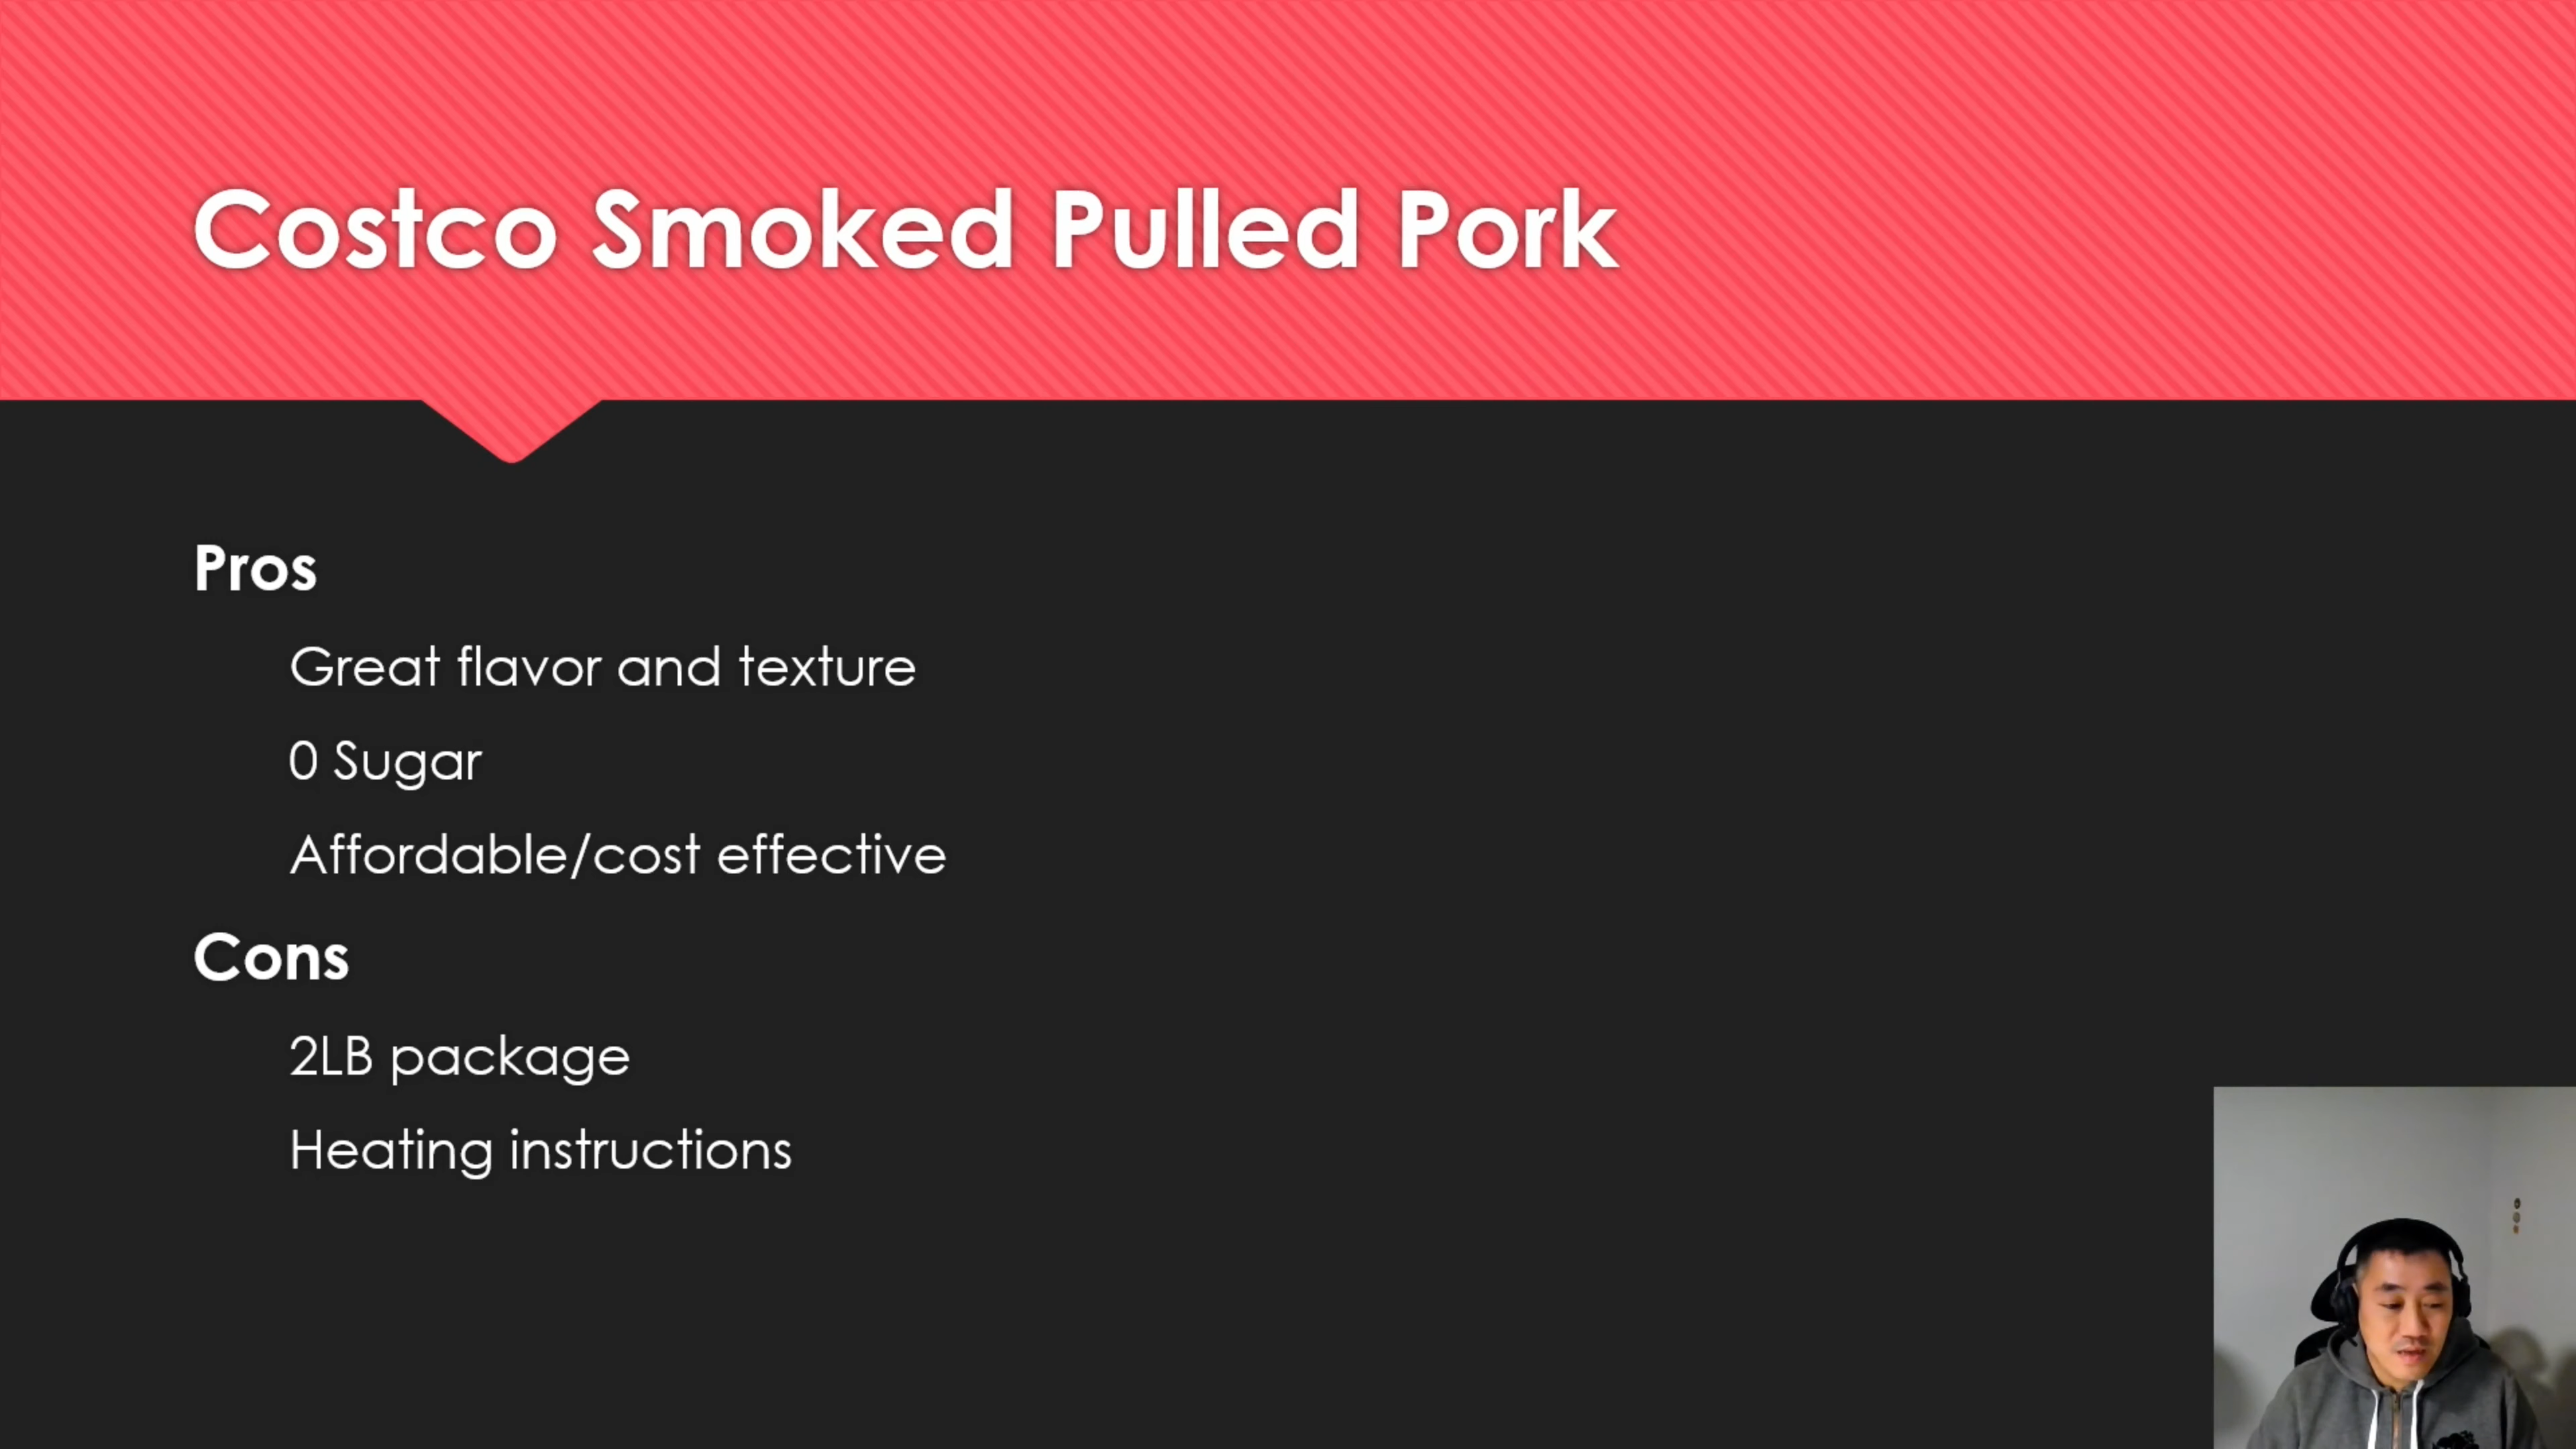 Costco Smoked Pulled Pork
Pros
Great flavor and texture
0 Sugar
Affordable/cost effective
Cons
2LB package
Heating instructions